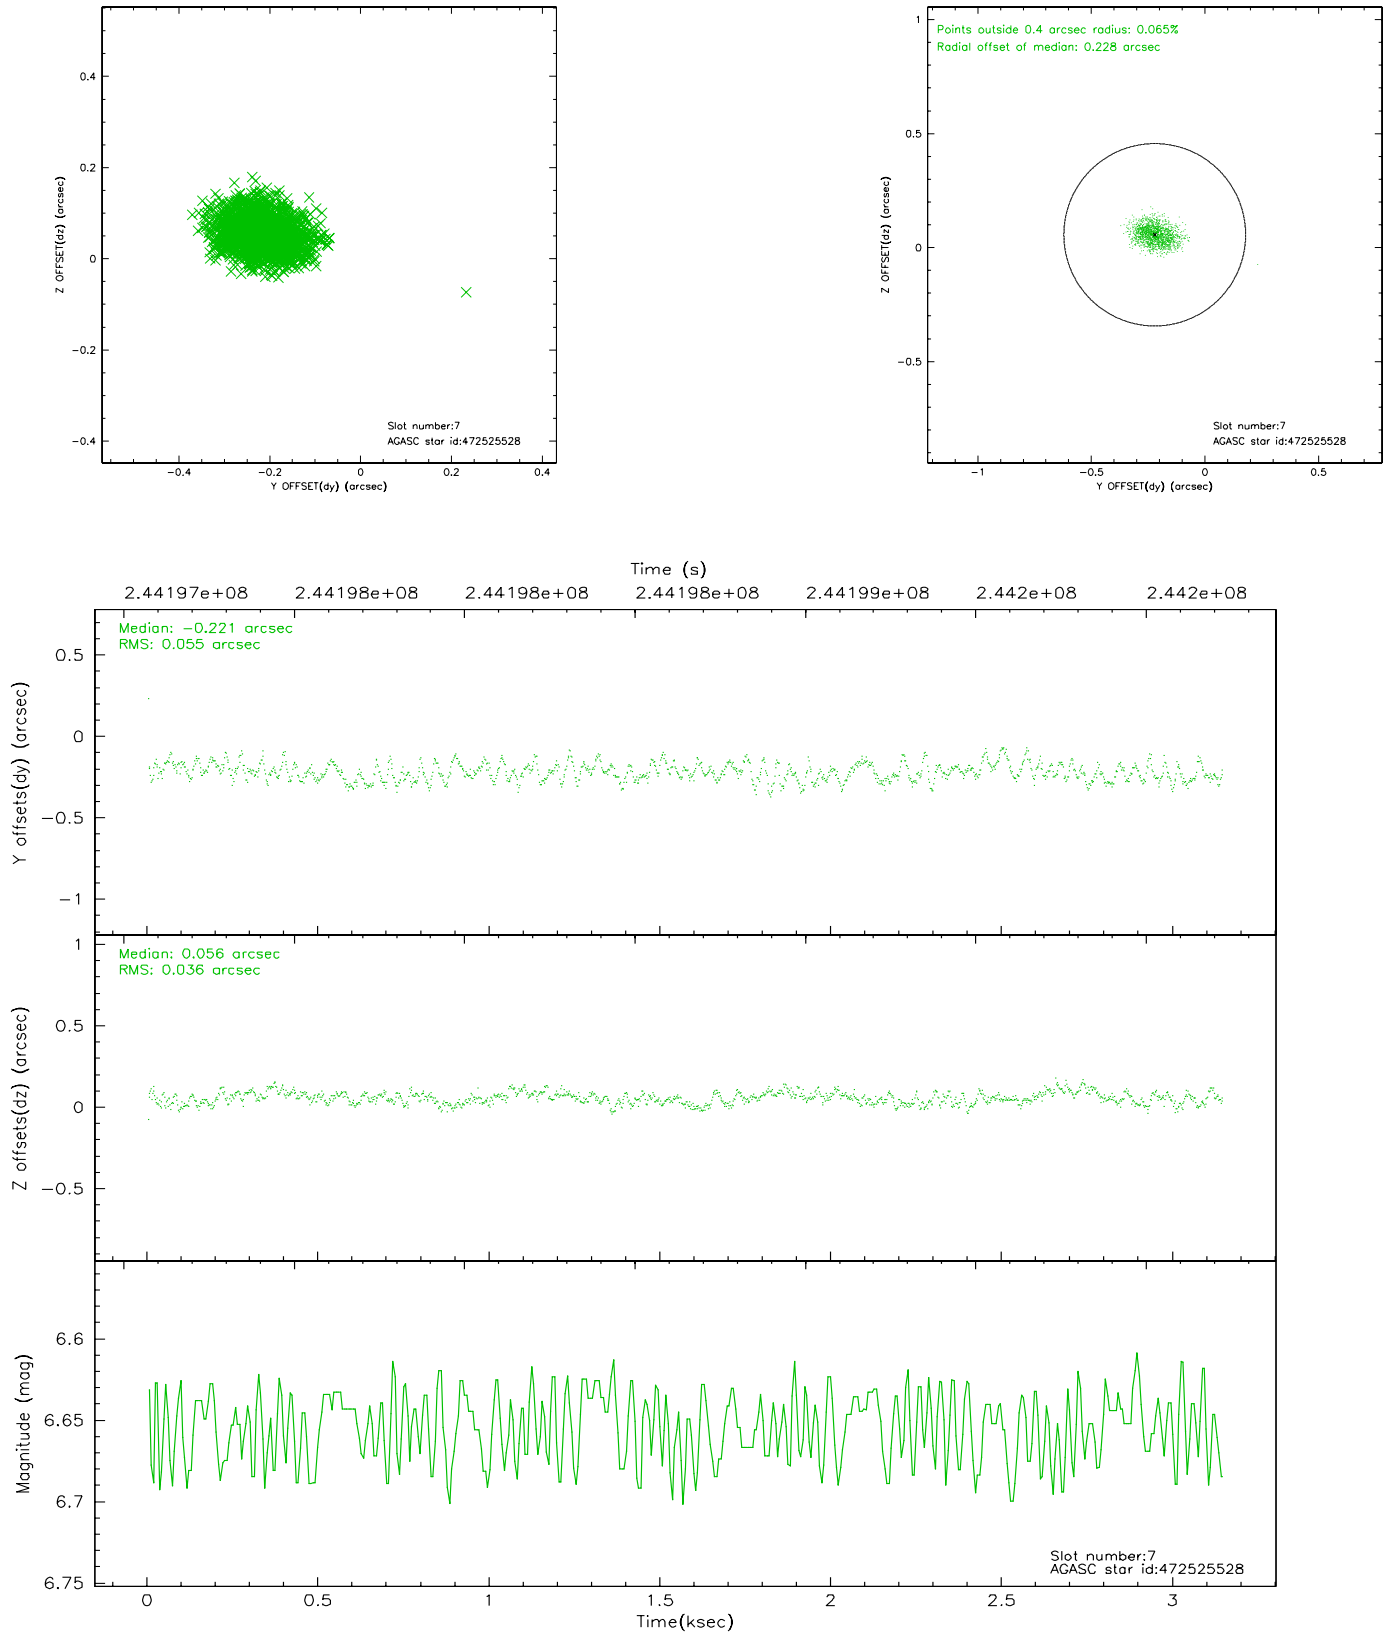 0.4
0.2
0
−0.2
−0.4
Z OFFSET(dz) (arcsec)
Slot number:7
AGASC star id:472525528
−0.4 −0.2 0 0.2 0.4
Y OFFSET(dy) (arcsec)
Points outside 0.4 arcsec radius: 0.065%
Radial offset of median: 0.228 arcsec
1
0.5
0
−0.5
Z OFFSET(dz) (arcsec)
Slot number:7
AGASC star id:472525528
−1 −0.5 0 0.5
Y OFFSET(dy) (arcsec)
Time (s)
2.44197e+08 2.44198e+08 2.44198e+08 2.44198e+08 2.44199e+08 2.442e+08 2.442e+08
Median: −0.221 arcsec
RMS: 0.055 arcsec
0.5
0
−0.5
−1
Y offsets(dy) (arcsec)
Median: 0.056 arcsec
RMS: 0.036 arcsec
1
0.5
0
−0.5
Z offsets(dz) (arcsec)
6.6
6.65
6.7
6.75
Magnitude (mag)
Slot number:7
AGASC star id:472525528
0 0.5 1 1.5 2 2.5 3
Time(ksec)